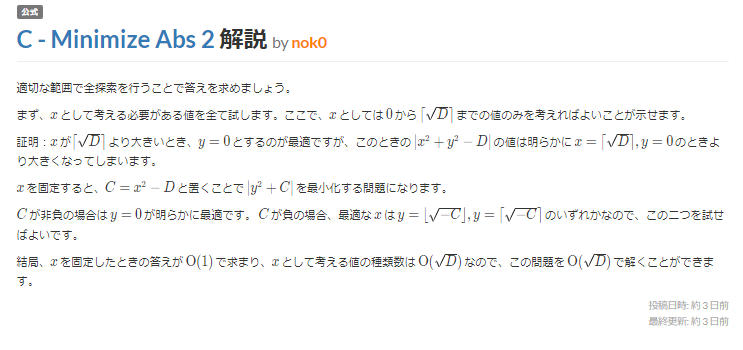 公式
C - Minimize Abs 2 解説 by nok0
適切な範囲で全探索を行うことで答えを求めましょう。
まず、x として考える必要がある値を全て試します。ここで、x としては 0 から ⌈√D⌉ までの値のみを考えればよいことが示せます。
証明：x が ⌈√D⌉ より大きいとき、y = 0 とするのが最適ですが、このときの |x² + y² − D| の値は明らかに x = ⌈√D⌉, y = 0 のときよ
り大きくなってしまいます。
x を固定すると、C = x² − D と置くことで |y² + C| を最小化する問題になります。
C が非負の場合は y = 0 が明らかに最適です。 C が負の場合、最適な x は y = ⌊√−C⌋, y = ⌈√−C⌉ のいずれかなので、この二つを試せ
ばよいです。
結局、x を固定したときの答えが O(1) で求まり、x として考える値の種類数は O(√D) なので、この問題を O(√D) で解くことができま
す。
投稿日時: 約3日前
最終更新: 約3日前